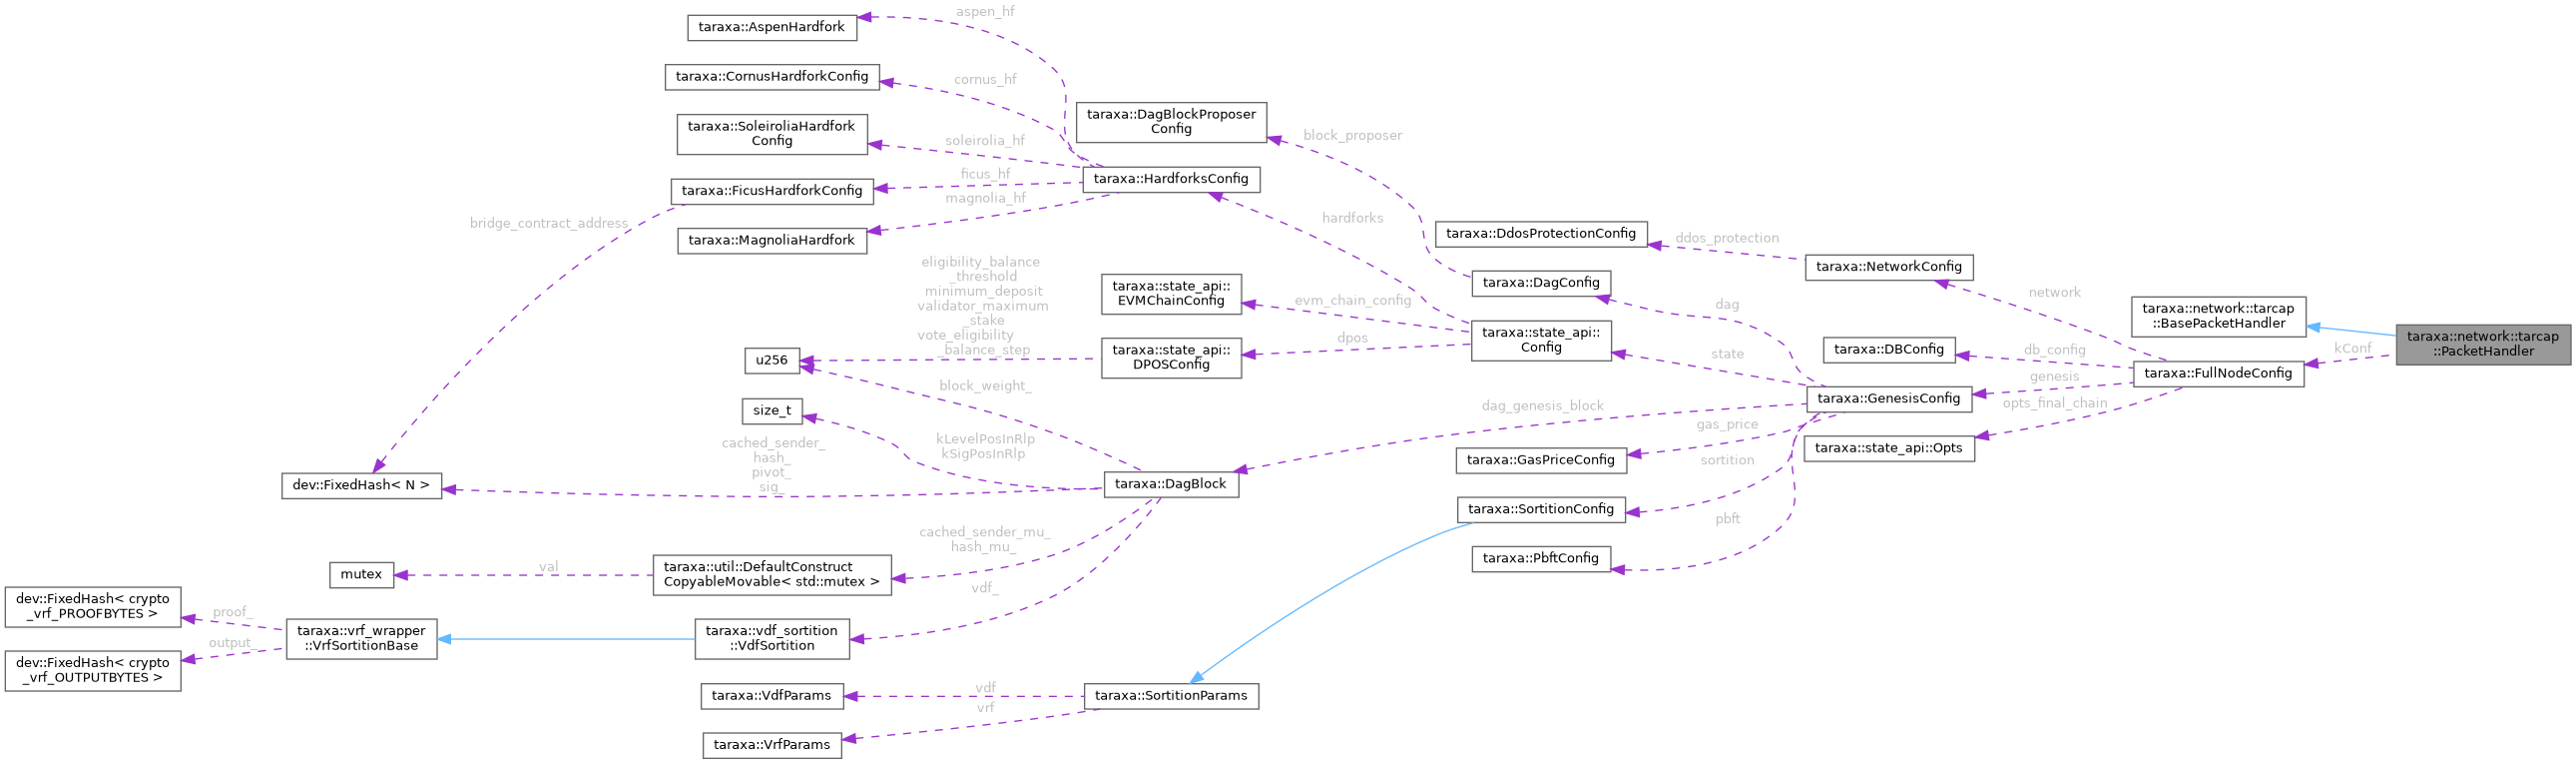 aspen_hf
taraxa::AspenHardfork
cornus_hf
taraxa::CornusHardforkConfig
taraxa::DagBlockProposer
Config
taraxa::SoleiroliaHardfork
Config
soleirolia_hf
block_proposer
ficus_hf
taraxa::HardforksConfig
taraxa::FicusHardforkConfig
magnolia_hf
bridge_contract_address
hardforks
taraxa::MagnoliaHardfork
taraxa::DdosProtectionConfig
ddos_protection
taraxa::NetworkConfig
eligibility_balance
_threshold
minimum_deposit
validator_maximum
_stake
vote_eligibility
_balance_step
taraxa::state_api::
EVMChainConfig
evm_chain_config
taraxa::DagConfig
dag
network
taraxa::network::tarcap
::BasePacketHandler
taraxa::network::tarcap
::PacketHandler
kConf
taraxa::state_api::
Config
dpos
state
taraxa::DBConfig
db_config
u256
taraxa::state_api::
DPOSConfig
taraxa::FullNodeConfig
genesis
block_weight_
taraxa::GenesisConfig
opts_final_chain
size_t
dag_genesis_block
gas_price
kLevelPosInRlp
kSigPosInRlp
taraxa::state_api::Opts
cached_sender_
hash_
pivot_
sig_
taraxa::GasPriceConfig
sortition
dev::FixedHash< N >
taraxa::DagBlock
taraxa::SortitionConfig
pbft
cached_sender_mu_
hash_mu_
taraxa::PbftConfig
mutex
val
taraxa::util::DefaultConstruct
CopyableMovable< std::mutex >
vdf_
dev::FixedHash< crypto
_vrf_PROOFBYTES >
proof_
taraxa::vrf_wrapper
::VrfSortitionBase
taraxa::vdf_sortition
::VdfSortition
output_
dev::FixedHash< crypto
_vrf_OUTPUTBYTES >
taraxa::VdfParams
vdf
taraxa::SortitionParams
vrf
taraxa::VrfParams